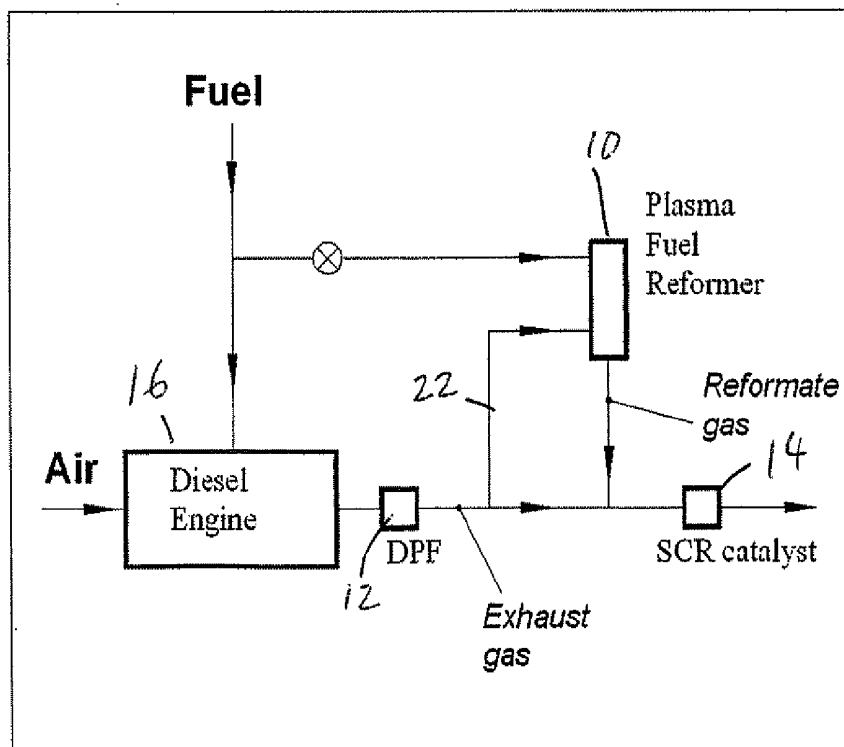 Fuel
10
Plasma
Fuel
Reformer
16
22
Reformate
gas
Air
Diesel
Engine
14
DPF
SCR catalyst
12
Exhaust
gas